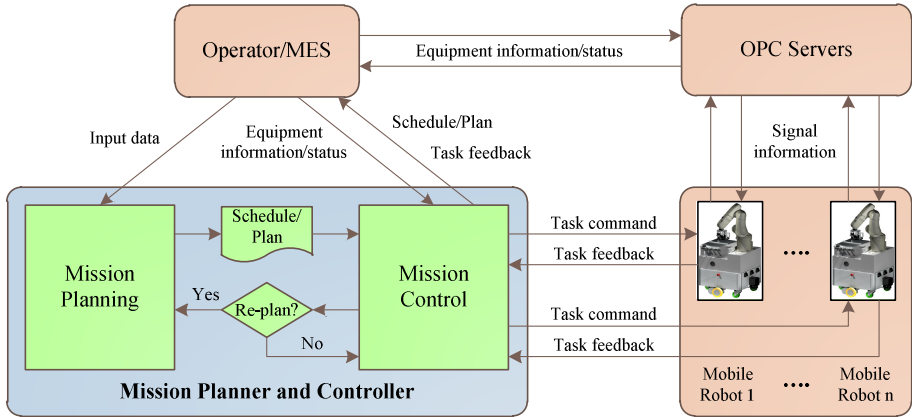 Operator/MES
Equipment information/status
OPC Servers
Input data
Equipment
information/status
Schedule/Plan
Task feedback
Signal
information
Mission
Planning
Schedule/
Plan
Mission
Control
Yes
Re-plan?
No
Task command
Task feedback
Task command
Task feedback
....
Mission Planner and Controller
Mobile
Robot 1
....
Mobile
Robot n